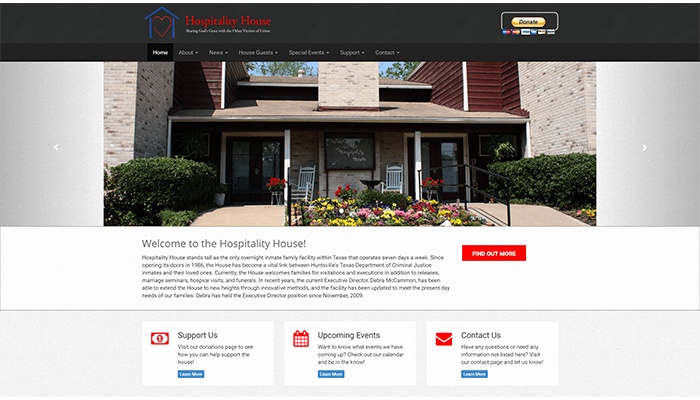 Hospitality House
Sharing God's Grace with the Other Victims of Crime
Donate
Home About News House Guests Special Events Support Contact
Welcome to the Hospitality House!
Hospitality House stands tall as the only overnight inmate family facility within Texas that operates seven days a week. Since
opening its doors in 1986, the House has become a vital link between Huntsville's Texas Department of Criminal Justice
inmates and their loved ones. Currently, the House welcomes families for visitations and executions in addition to releases,
marriage seminars, hospice visits, and funerals. In recent years, the current Executive Director, Debra McCammon, has been
able to extend the House to new heights through innovative methods, and the facility has been updated to meet the present day
needs of our families. Debra has held the Executive Director position since November, 2009.
FIND OUT MORE
Support Us
Visit our donations page to see
how you can help support the
house!
Learn More
Upcoming Events
Want to know what events we have
coming up? Check out our calendar
and be in the know!
Learn More
Contact Us
Have any questions or need any
information not listed here? Visit
our contact page and let us know!
Learn More